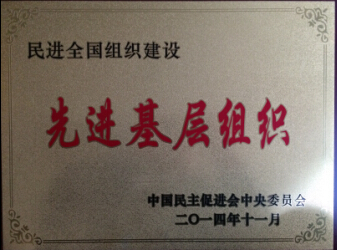 民进全国组织建设
先进基层组织
中国民主促进会中央委员会
二〇一四年十一月